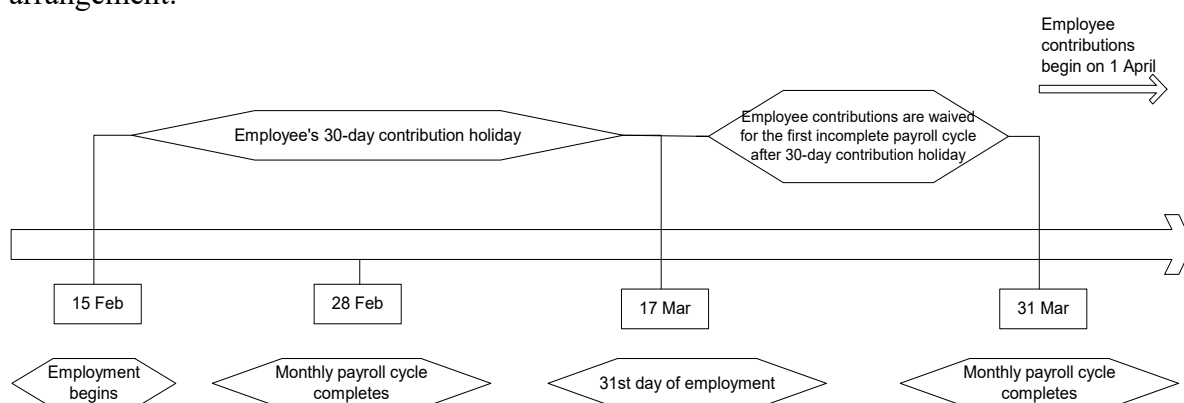 arrangement.
Employee
contributions
begin on 1 April
Employee's 30-day contribution holiday
Employee contributions are waived
for the first incomplete payroll cycle
after 30-day contribution holiday
15 Feb
28 Feb
17 Mar
31 Mar
Employment
begins
Monthly payroll cycle
completes
31st day of employment
Monthly payroll cycle
completes